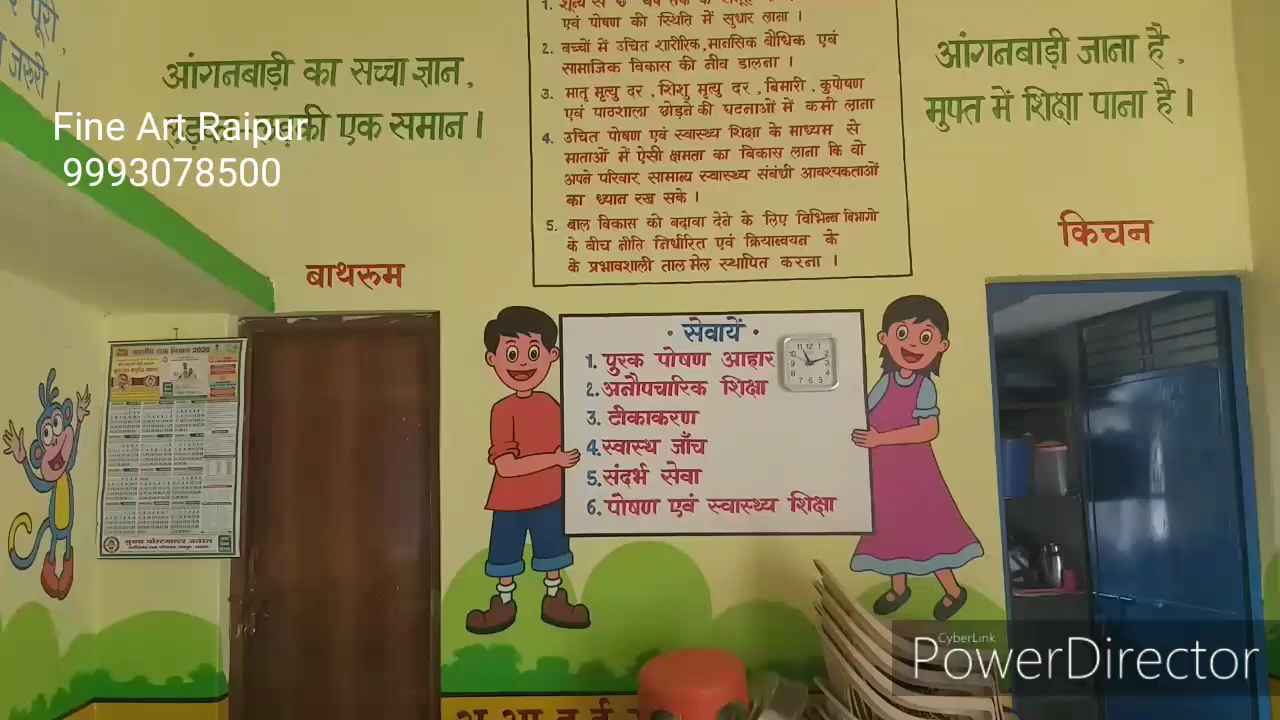 पूरी,
जरुरी।
आंगनबाड़ी का सच्चा ज्ञान,
एक समान।
Fine Art Raipur
9993078500
एवं पोषण की स्थिति में सुधार लाना।
2. बच्चों में उचित शारीरिक,मानसिक बौधिक एवं
सामाजिक विकास की नीव डालना।
3. मातृ मृत्यु दर, शिशु मृत्यु दर, बिमारी, कुपोषण
एवं पाठशाला छोड़ने की घटनाओं में कमी लाना
4. उचित पोषण एवं स्वास्थ्य शिक्षा के माध्यम से
माताओं में ऐसी क्षमता का विकास लाना कि वो
अपने परिवार सामान्य स्वास्थ्य संबंधी आवश्यकताओं
का ध्यान रख सके।
5. बाल विकास को बढ़ावा देने के लिए विभिन्न विभागो
के बीच नीति निर्धारित एवं क्रियान्वयन के
के प्रभावशाली ताल मेल स्थापित करना।
आंगनबाड़ी जाना है,
मुफ्त में शिक्षा पाना है।
बाथरूम
किचन
भारतीय डाक विभाग 2020
• सेवायें •
1. पुरक पोषण आहार
2. अनौपचारिक शिक्षा
3. टीकाकरण
4. स्वास्थ जाँच
5. संदर्भ सेवा
6. पोषण एवं स्वास्थ्य शिक्षा
CyberLink
PowerDirector